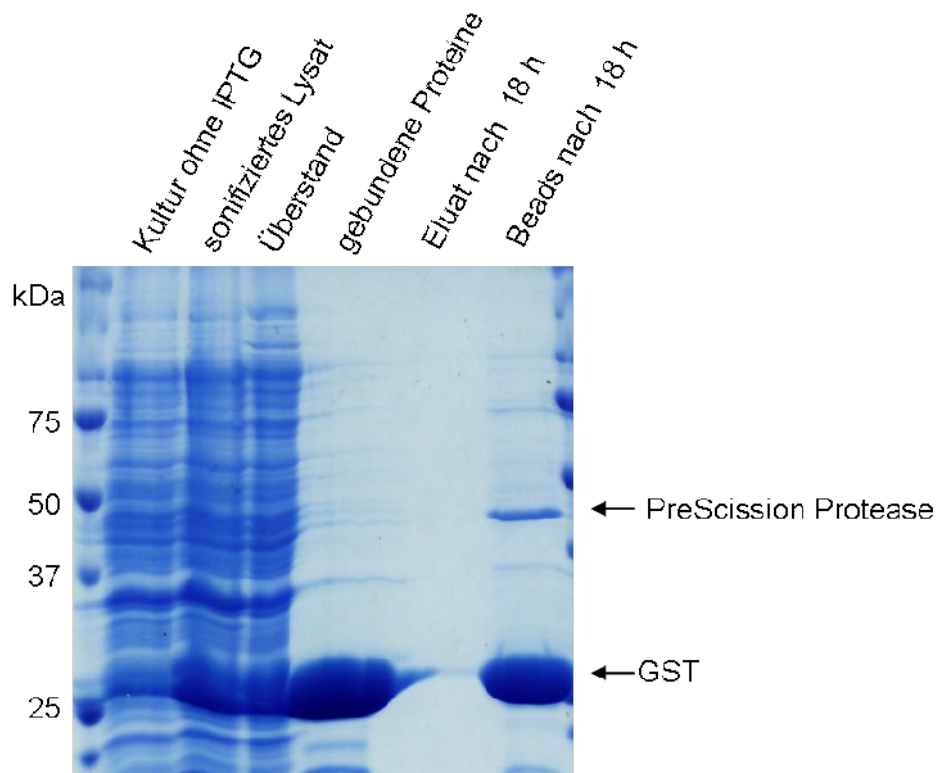 Kultur ohne IPTG
sonifiziertes Lysat
Überstand
gebundene Proteine
Eluat nach 18 h
Beads nach 18 h
kDa
75
50
PreScission Protease
37
GST
25